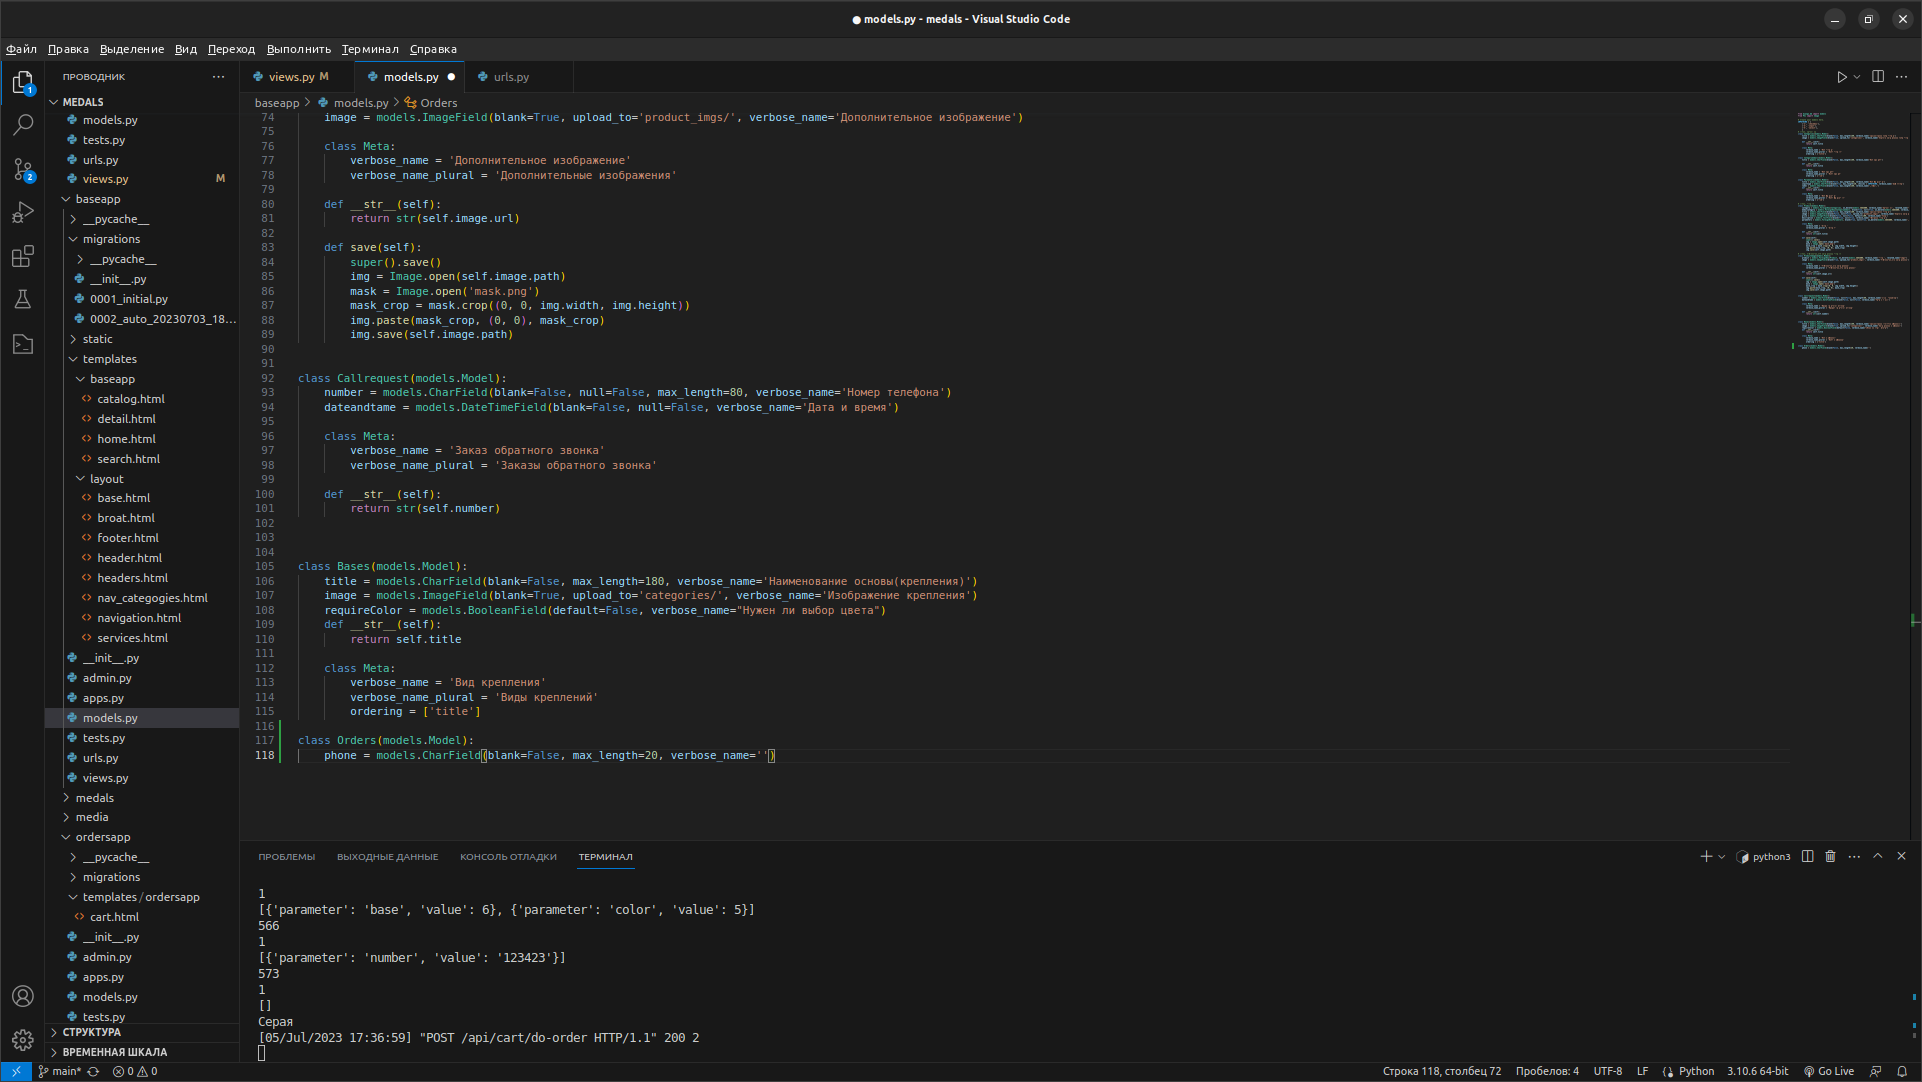 models.py - medals - Visual Studio Code
Файл Правка Выделение Вид Переход Выполнить Терминал Справка
ПРОВОДНИК
MEDALS
models.py
tests.py
urls.py
views.py M
baseapp
__pycache__
migrations
__pycache__
__init__.py
0001_initial.py
0002_auto_20230703_18...
static
templates
baseapp
catalog.html
detail.html
home.html
search.html
layout
base.html
broat.html
footer.html
header.html
headers.html
nav_categogies.html
navigation.html
services.html
__init__.py
admin.py
apps.py
models.py
tests.py
urls.py
views.py
medals
media
ordersapp
__pycache__
migrations
templates/ordersapp
cart.html
__init__.py
admin.py
apps.py
models.py
tests.py
СТРУКТУРА
ВРЕМЕННАЯ ШКАЛА
1
2
views.py M models.py urls.py
baseapp > models.py > Orders
74 image = models.ImageField(blank=True, upload_to='product_imgs/', verbose_name='Дополнительное изображение')
75
76 class Meta:
77 verbose_name = 'Дополнительное изображение'
78 verbose_name_plural = 'Дополнительные изображения'
79
80 def __str__(self):
81 return str(self.image.url)
82
83 def save(self):
84 super().save()
85 img = Image.open(self.image.path)
86 mask = Image.open('mask.png')
87 mask_crop = mask.crop((0, 0, img.width, img.height))
88 img.paste(mask_crop, (0, 0), mask_crop)
89 img.save(self.image.path)
90
91
92 class Callrequest(models.Model):
93 number = models.CharField(blank=False, null=False, max_length=80, verbose_name='Номер телефона')
94 dateandtame = models.DateTimeField(blank=False, null=False, verbose_name='Дата и время')
95
96 class Meta:
97 verbose_name = 'Заказ обратного звонка'
98 verbose_name_plural = 'Заказы обратного звонка'
99
100 def __str__(self):
101 return str(self.number)
102
103
104
105 class Bases(models.Model):
106 title = models.CharField(blank=False, max_length=180, verbose_name='Наименование основы(крепления)')
107 image = models.ImageField(blank=True, upload_to='categories/', verbose_name='Изображение крепления')
108 requireColor = models.BooleanField(default=False, verbose_name="Нужен ли выбор цвета")
109 def __str__(self):
110 return self.title
111
112 class Meta:
113 verbose_name = 'Вид крепления'
114 verbose_name_plural = 'Виды креплений'
115 ordering = ['title']
116
117 class Orders(models.Model):
118 phone = models.CharField(blank=False, max_length=20, verbose_name='')
ПРОБЛЕМЫ ВЫХОДНЫЕ ДАННЫЕ КОНСОЛЬ ОТЛАДКИ ТЕРМИНАЛ
python3
1
[{'parameter': 'base', 'value': 6}, {'parameter': 'color', 'value': 5}]
566
1
[{'parameter': 'number', 'value': '123423'}]
573
1
[]
Серая
[05/Jul/2023 17:36:59] "POST /api/cart/do-order HTTP/1.1" 200 2
main* 0 0 Строка 118, столбец 72 Пробелов: 4 UTF-8 LF Python 3.10.6 64-bit Go Live